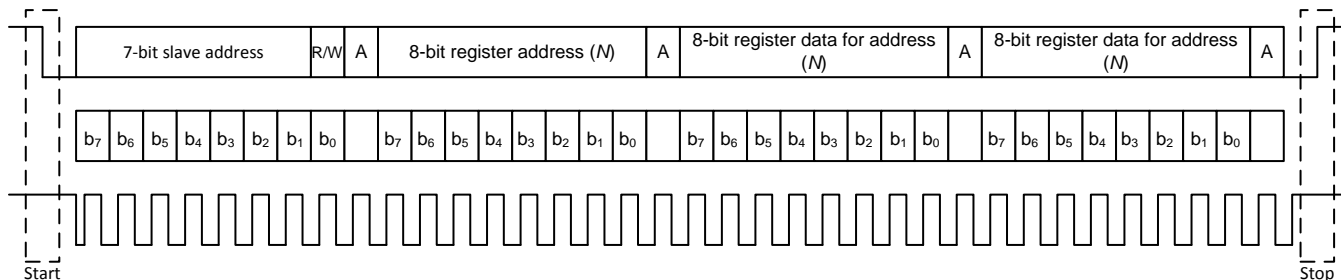 7-bit slave address R/W A 8-bit register address (N) A 8-bit register data for address (N) A 8-bit register data for address (N) A
b7 b6 b5 b4 b3 b2 b1 b0 b7 b6 b5 b4 b3 b2 b1 b0 b7 b6 b5 b4 b3 b2 b1 b0 b7 b6 b5 b4 b3 b2 b1 b0
Start Stop